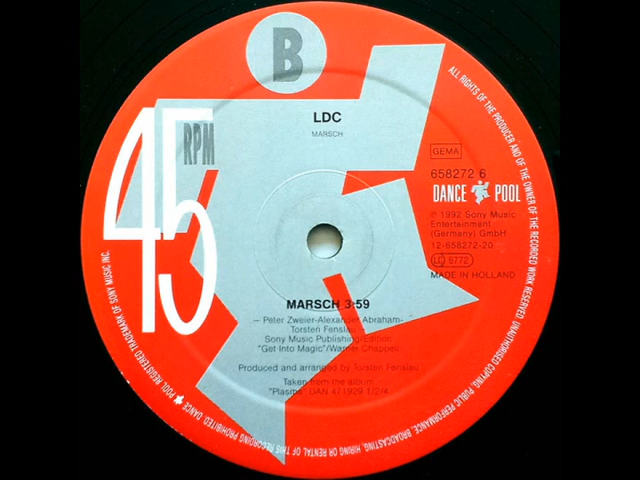 B
LDC
MARSCH
45
RPM
GEMA
658272 6
DANCE POOL
℗ 1992 Sony Music
Entertainment
(Germany) GmbH
12-658272-20
LC 6772
MADE IN HOLLAND
MARSCH 3:59
– Peter Zweier-Alexander Abraham-
Torsten Fenslau –
Sony Music Publishing/Edition
"Get Into Magic"/Warner Chappell
Produced and arranged by Torsten Fenslau
Taken from the album
"Plasma" DAN 471929 1/2/4
ALL RIGHTS OF THE PRODUCER AND OF THE OWNER OF THE RECORDED WORK RESERVED. UNAUTHORISED COPYING, PUBLIC PERFORMANCE, BROADCASTING, HIRING OR RENTAL OF THIS RECORDING PROHIBITED. DANCE POOL REGISTERED TRADEMARK OF SONY MUSIC INC.